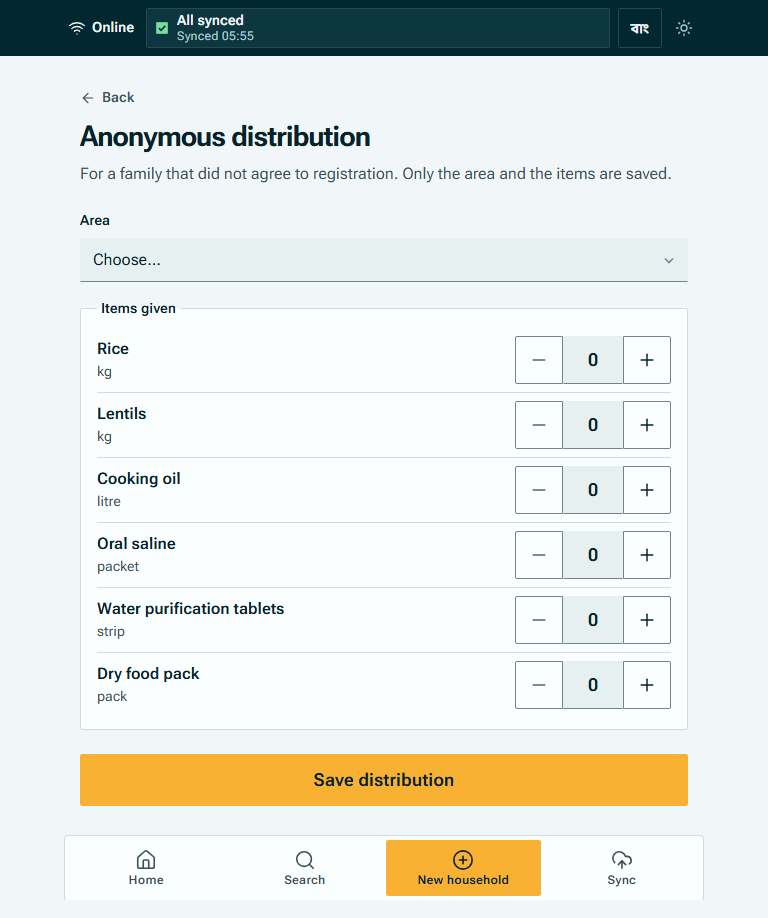 Online
All synced
Synced 05:55
বাং
Back
Anonymous distribution
For a family that did not agree to registration. Only the area and the items are saved.
Area
Choose...
Items given
Rice
kg
0
Lentils
kg
0
Cooking oil
litre
0
Oral saline
packet
0
Water purification tablets
strip
0
Dry food pack
pack
0
Save distribution
Home
Search
New household
Sync